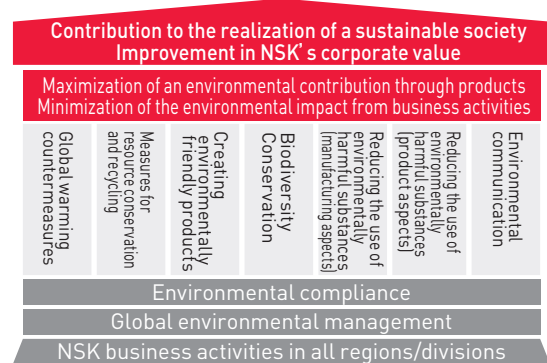 Contribution to the realization of a sustainable society
Improvement in NSK's corporate value
Maximization of an environmental contribution through products
Minimization of the environmental impact from business activities
Global warming
countermeasures
Measures for
resource conservation
and recycling
Creating
environmentally
friendly products
Biodiversity
Conservation
Reducing the use of
environmentally
harmful substances
(manufacturing aspects)
Reducing the use of
environmentally
harmful substances
(product aspects)
Environmental
communication
Environmental compliance
Global environmental management
NSK business activities in all regions/divisions